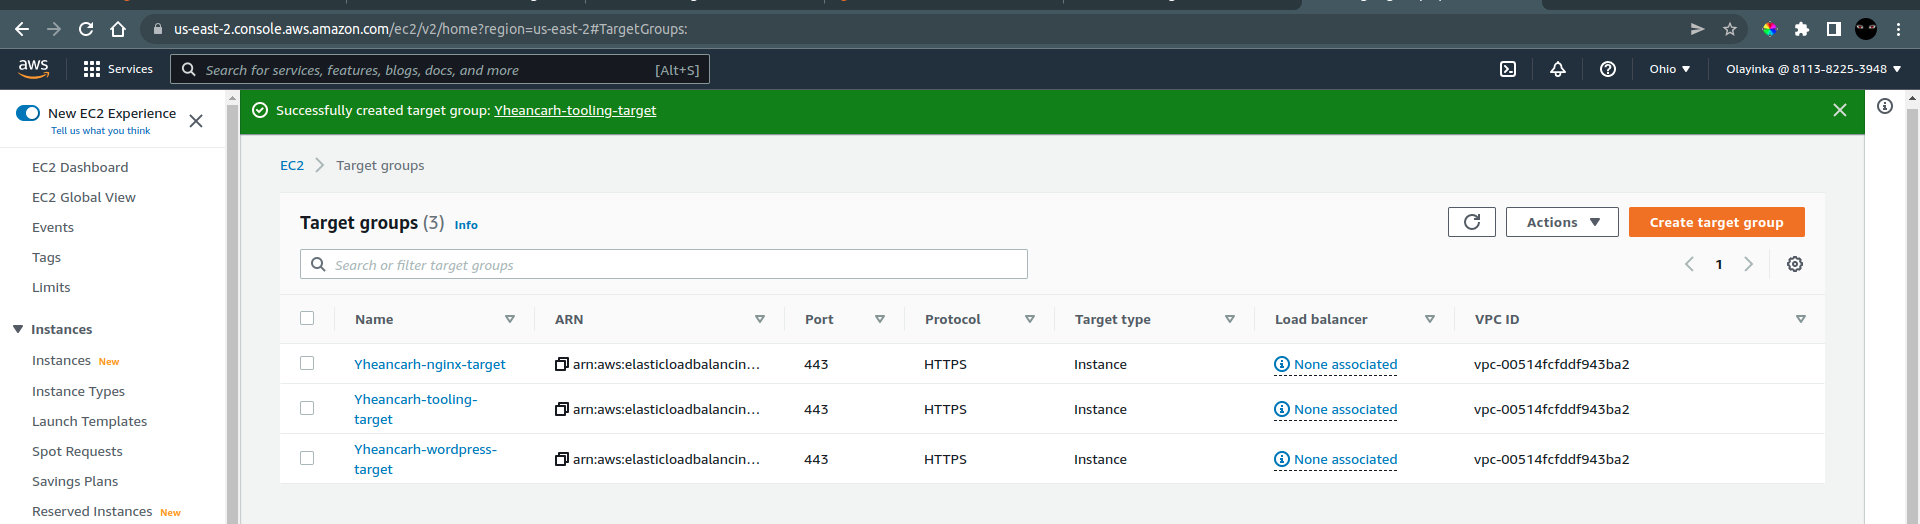 us-east-2.console.aws.amazon.com/ec2/v2/home?region=us-east-2#TargetGroups:
aws Services Search for services, features, blogs, docs, and more [Alt+S] Ohio Olayinka @ 8113-8225-3948
New EC2 Experience
Tell us what you think
Successfully created target group: Yheancarh-tooling-target
EC2 Dashboard
EC2 Global View
Events
Tags
Limits
Instances
Instances New
Instance Types
Launch Templates
Spot Requests
Savings Plans
Reserved Instances New
EC2 Target groups
Target groups (3) Info
Actions Create target group
Search or filter target groups
1
Name ARN Port Protocol Target type Load balancer VPC ID
Yheancarh-nginx-target arn:aws:elasticloadbalancin... 443 HTTPS Instance None associated vpc-00514fcfddf943ba2
Yheancarh-tooling-
target arn:aws:elasticloadbalancin... 443 HTTPS Instance None associated vpc-00514fcfddf943ba2
Yheancarh-wordpress-
target arn:aws:elasticloadbalancin... 443 HTTPS Instance None associated vpc-00514fcfddf943ba2